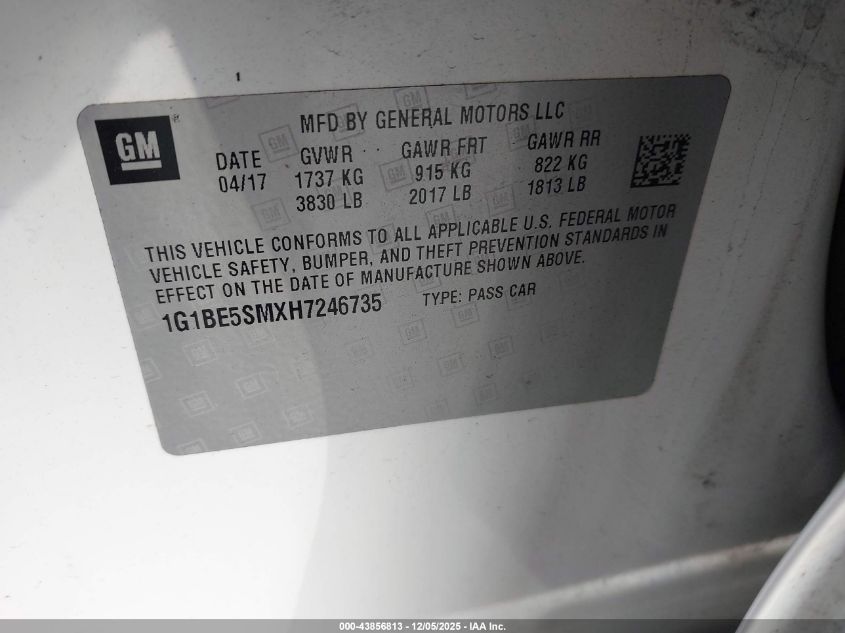 GM®
MFD BY GENERAL MOTORS LLC
DATE GVWR GAWR FRT GAWR RR
04/17 1737 KG 915 KG 822 KG
3830 LB 2017 LB 1813 LB
THIS VEHICLE CONFORMS TO ALL APPLICABLE U.S. FEDERAL MOTOR
VEHICLE SAFETY, BUMPER, AND THEFT PREVENTION STANDARDS IN
EFFECT ON THE DATE OF MANUFACTURE SHOWN ABOVE.
1G1BE5SMXH7246735 TYPE: PASS CAR
000-43856813 - 12/05/2025 - IAA Inc.